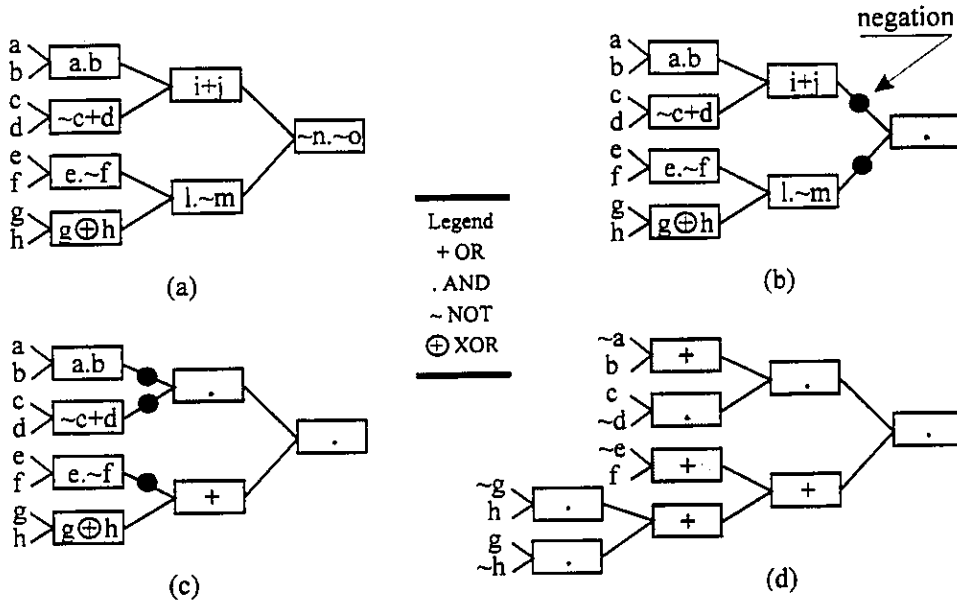 a
b
a.b
c
d
~c+d
i+j
e
f
e.~f
g
h
g⊕h
l.~m
~n.~o
(a)
negation
a
b
a.b
c
d
~c+d
i+j
e
f
e.~f
g
h
g⊕h
l.~m
.
(b)
Legend
+ OR
. AND
~ NOT
⊕ XOR
a
b
a.b
c
d
~c+d
.
e
f
e.~f
g
h
g⊕h
+
.
(c)
~a
b
+
c
~d
.
.
~e
f
+
~g
h
.
g
~h
.
+
+
.
(d)